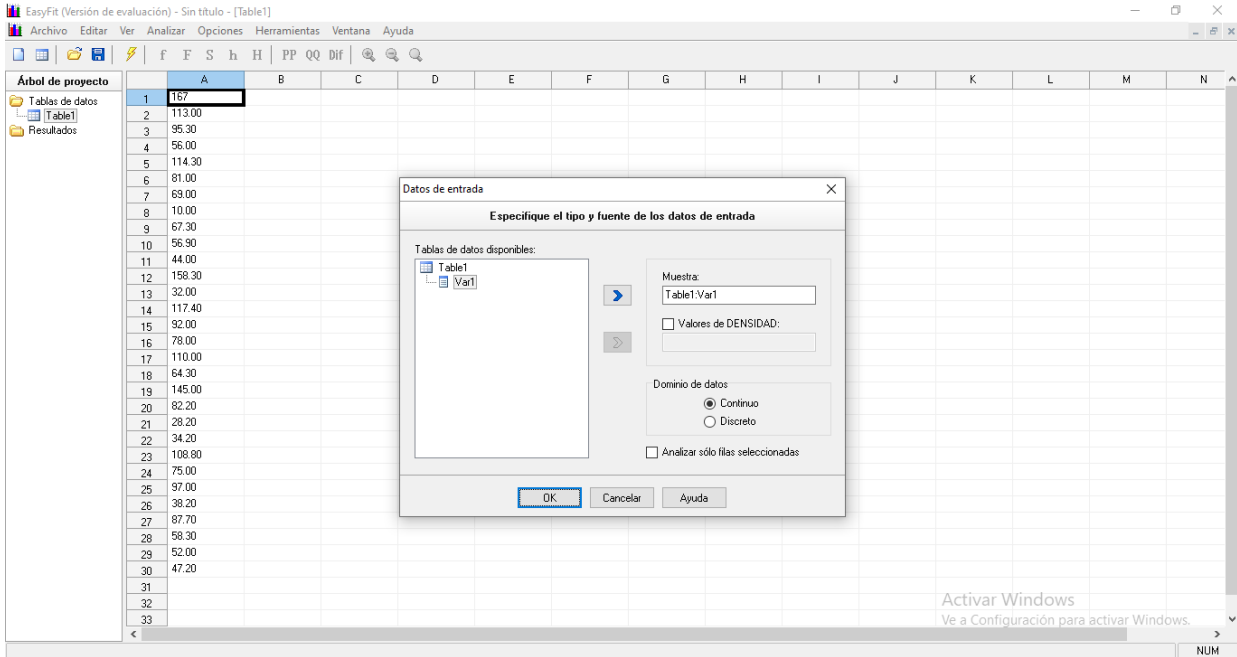 EasyFit (Versión de evaluación) - Sin título - [Table1]
Archivo Editar Ver Analizar Opciones Herramientas Ventana Ayuda
f F S h H PP QQ Dif
Árbol de proyecto
Tablas de datos
Table1
Resultados
A B C D E F G H I J K L M N
1 167
2 113.00
3 95.30
4 56.00
5 114.30
6 81.00
7 69.00
8 10.00
9 67.30
10 56.90
11 44.00
12 158.30
13 32.00
14 117.40
15 92.00
16 78.00
17 110.00
18 64.30
19 145.00
20 82.20
21 28.20
22 34.20
23 108.80
24 75.00
25 97.00
26 38.20
27 87.70
28 58.30
29 52.00
30 47.20
31
32
33
Datos de entrada
Especifique el tipo y fuente de los datos de entrada
Tablas de datos disponibles:
Table1
Var1
Muestra:
Table1:Var1
Valores de DENSIDAD:
Dominio de datos
Continuo
Discreto
Analizar sólo filas seleccionadas
OK Cancelar Ayuda
Activar Windows
Ve a Configuración para activar Windows.
NUM